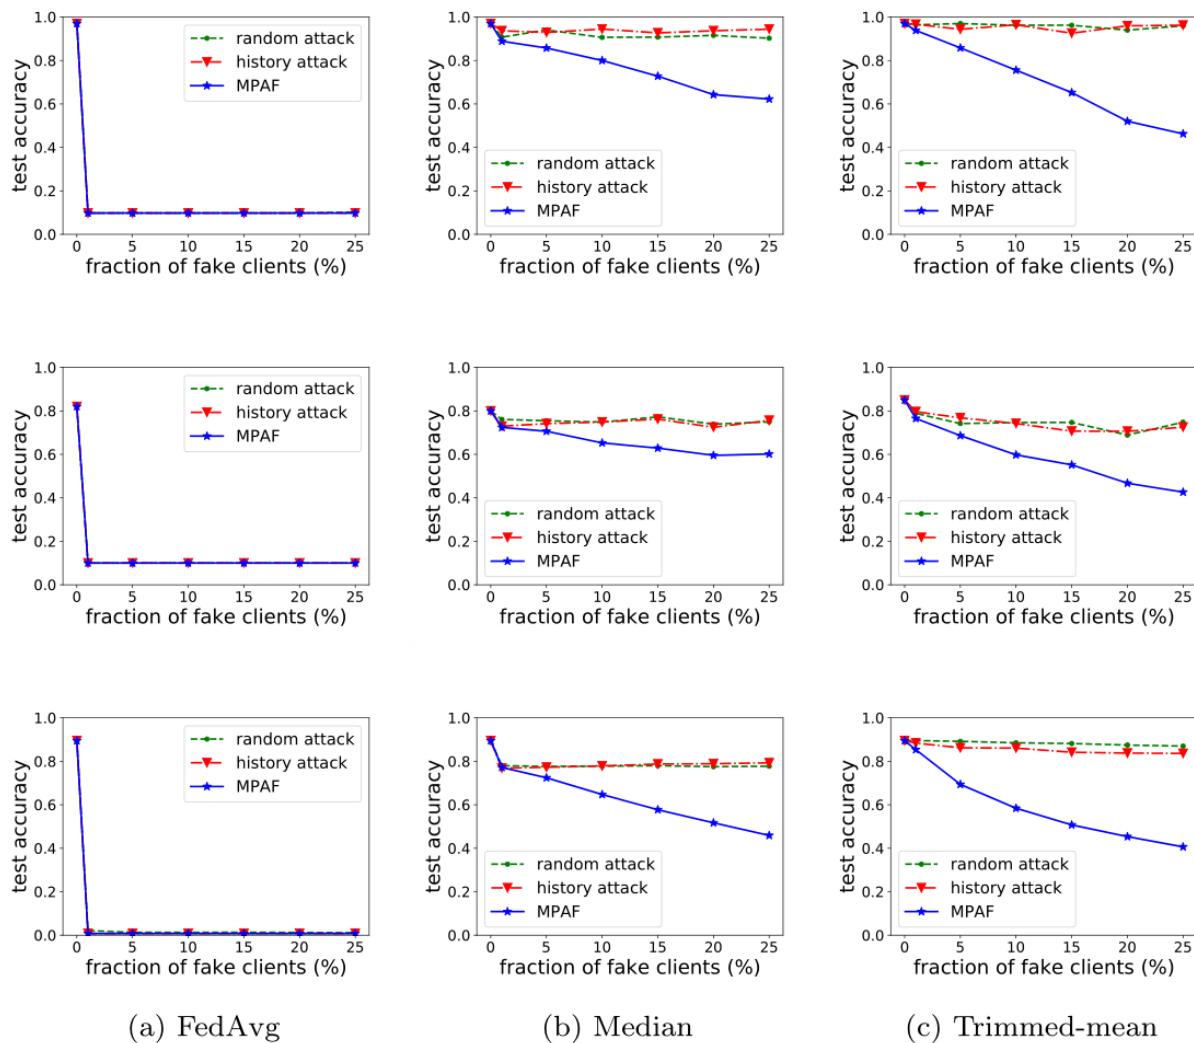 1.0
0.8
0.6
0.4
0.2
0.0
test accuracy
random attack
history attack
MPAF
0 5 10 15 20 25
fraction of fake clients (%)
1.0
0.8
0.6
0.4
0.2
0.0
test accuracy
random attack
history attack
MPAF
0 5 10 15 20 25
fraction of fake clients (%)
1.0
0.8
0.6
0.4
0.2
0.0
test accuracy
random attack
history attack
MPAF
0 5 10 15 20 25
fraction of fake clients (%)
1.0
0.8
0.6
0.4
0.2
0.0
test accuracy
random attack
history attack
MPAF
0 5 10 15 20 25
fraction of fake clients (%)
1.0
0.8
0.6
0.4
0.2
0.0
test accuracy
random attack
history attack
MPAF
0 5 10 15 20 25
fraction of fake clients (%)
1.0
0.8
0.6
0.4
0.2
0.0
test accuracy
random attack
history attack
MPAF
0 5 10 15 20 25
fraction of fake clients (%)
1.0
0.8
0.6
0.4
0.2
0.0
test accuracy
random attack
history attack
MPAF
0 5 10 15 20 25
fraction of fake clients (%)
1.0
0.8
0.6
0.4
0.2
0.0
test accuracy
random attack
history attack
MPAF
0 5 10 15 20 25
fraction of fake clients (%)
1.0
0.8
0.6
0.4
0.2
0.0
test accuracy
random attack
history attack
MPAF
0 5 10 15 20 25
fraction of fake clients (%)
(a) FedAvg
(b) Median
(c) Trimmed-mean